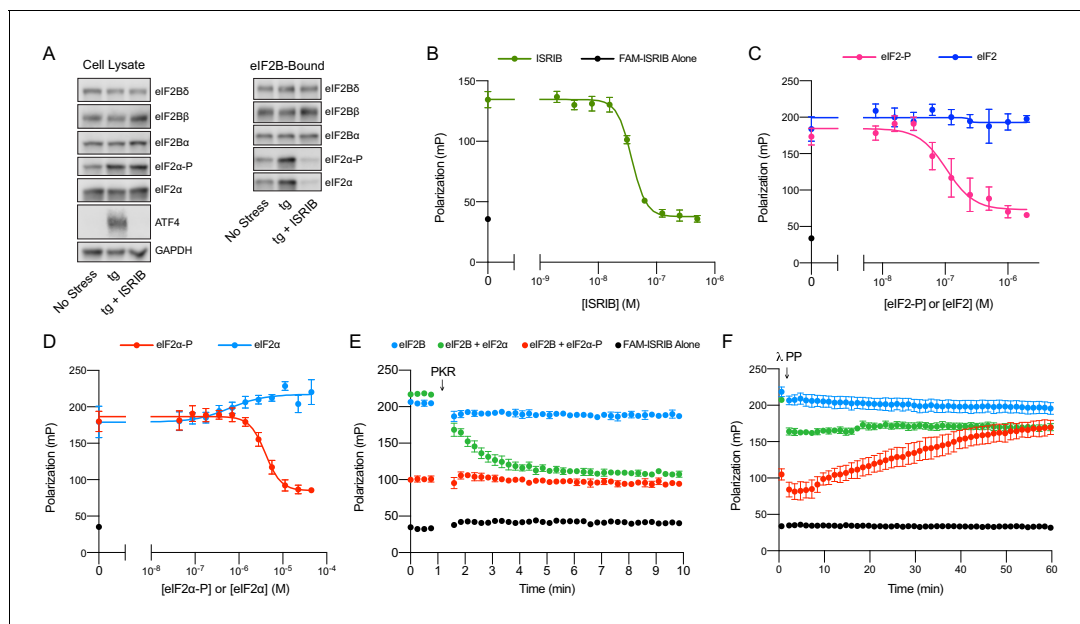 A
Cell Lysate
eIF2Bδ
eIF2Bβ
eIF2Bα
eIF2α-P
eIF2α
ATF4
GAPDH
No Stress
tg
tg + ISRIB
eIF2B-Bound
eIF2Bδ
eIF2Bβ
eIF2Bα
eIF2α-P
eIF2α
No Stress
tg
tg + ISRIB
B
ISRIB FAM-ISRIB Alone
Polarization (mP)
150
100
50
0
0 10⁻⁹ 10⁻⁸ 10⁻⁷ 10⁻⁶
[ISRIB] (M)
C
eIF2-P eIF2
Polarization (mP)
250
200
150
100
50
0
0 10⁻⁸ 10⁻⁷ 10⁻⁶
[eIF2-P] or [eIF2] (M)
D
eIF2α-P eIF2α
Polarization (mP)
250
200
150
100
50
0
0 10⁻⁸ 10⁻⁷ 10⁻⁶ 10⁻⁵ 10⁻⁴
[eIF2α-P] or [eIF2α] (M)
E
eIF2B eIF2B + eIF2α eIF2B + eIF2α-P FAM-ISRIB Alone
PKR
Polarization (mP)
250
200
150
100
50
0
0 1 2 3 4 5 6 7 8 9 10
Time (min)
F
λ PP
Polarization (mP)
250
200
150
100
50
0
0 10 20 30 40 50 60
Time (min)